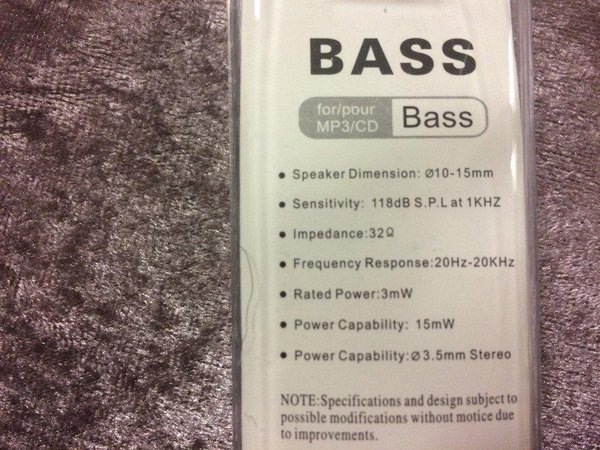 BASS
for/pour
MP3/CD
Bass
• Speaker Dimension: Ø10-15mm
• Sensitivity: 118dB S.P.L at 1KHZ
• Impedance:32Ω
• Frequency Response:20Hz-20KHz
• Rated Power:3mW
• Power Capability: 15mW
• Power Capability:Ø3.5mm Stereo
NOTE:Specifications and design subject to
possible modifications without motice due
to improvements.